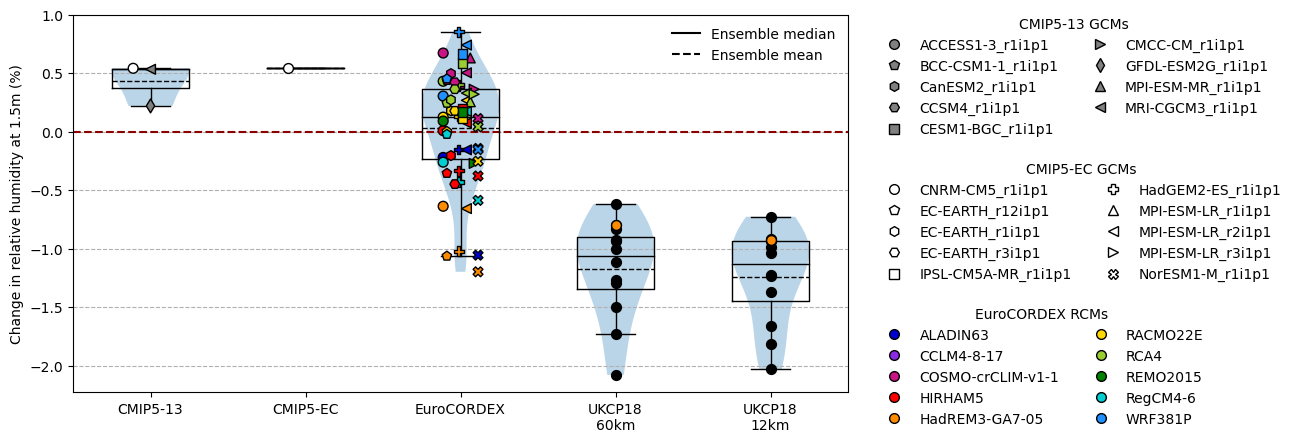 Change in relative humidity at 1.5m (%)
1.0
0.5
0.0
−0.5
−1.0
−1.5
−2.0
Ensemble median
Ensemble mean
CMIP5-13
CMIP5-EC
EuroCORDEX
UKCP18
60km
UKCP18
12km
CMIP5-13 GCMs
ACCESS1-3_r1i1p1
BCC-CSM1-1_r1i1p1
CanESM2_r1i1p1
CCSM4_r1i1p1
CESM1-BGC_r1i1p1
CMCC-CM_r1i1p1
GFDL-ESM2G_r1i1p1
MPI-ESM-MR_r1i1p1
MRI-CGCM3_r1i1p1
CMIP5-EC GCMs
CNRM-CM5_r1i1p1
EC-EARTH_r12i1p1
EC-EARTH_r1i1p1
EC-EARTH_r3i1p1
IPSL-CM5A-MR_r1i1p1
HadGEM2-ES_r1i1p1
MPI-ESM-LR_r1i1p1
MPI-ESM-LR_r2i1p1
MPI-ESM-LR_r3i1p1
NorESM1-M_r1i1p1
EuroCORDEX RCMs
ALADIN63
CCLM4-8-17
COSMO-crCLIM-v1-1
HIRHAM5
HadREM3-GA7-05
RACMO22E
RCA4
REMO2015
RegCM4-6
WRF381P